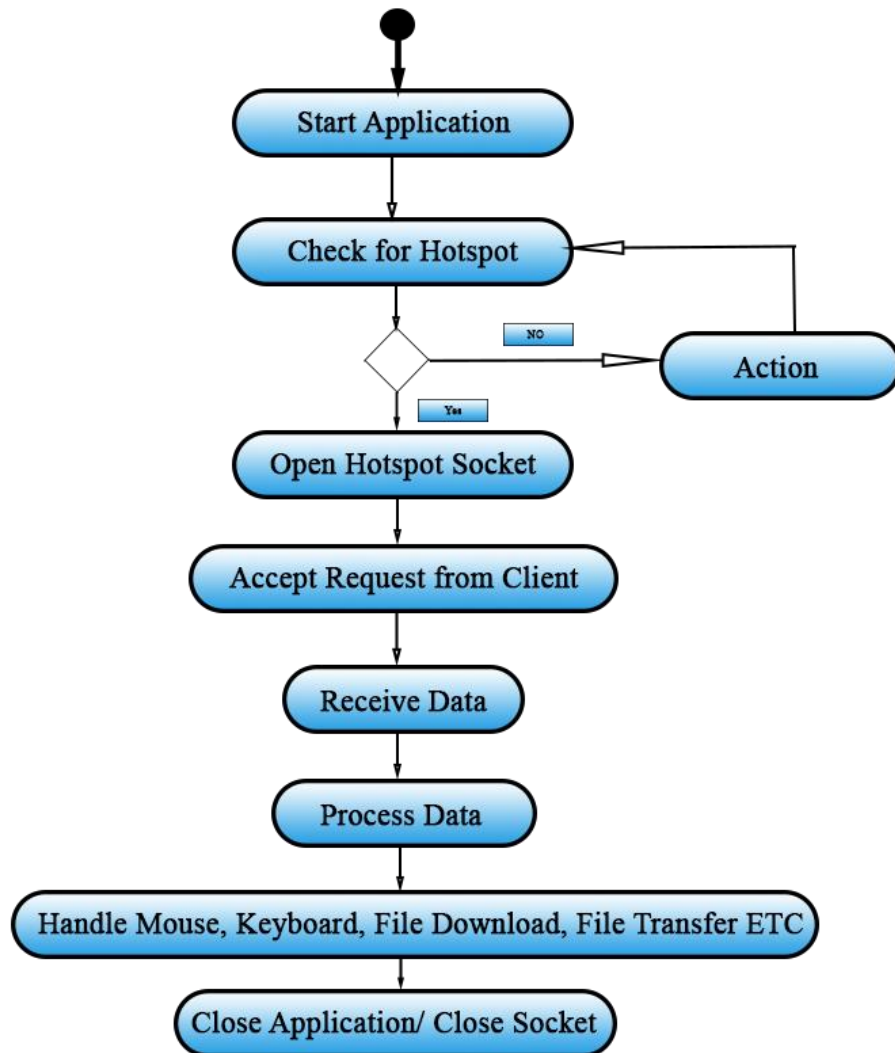 Start Application
Check for Hotspot
NO
Action
Yes
Open Hotspot Socket
Accept Request from Client
Receive Data
Process Data
Handle Mouse, Keyboard, File Download, File Transfer ETC
Close Application/ Close Socket